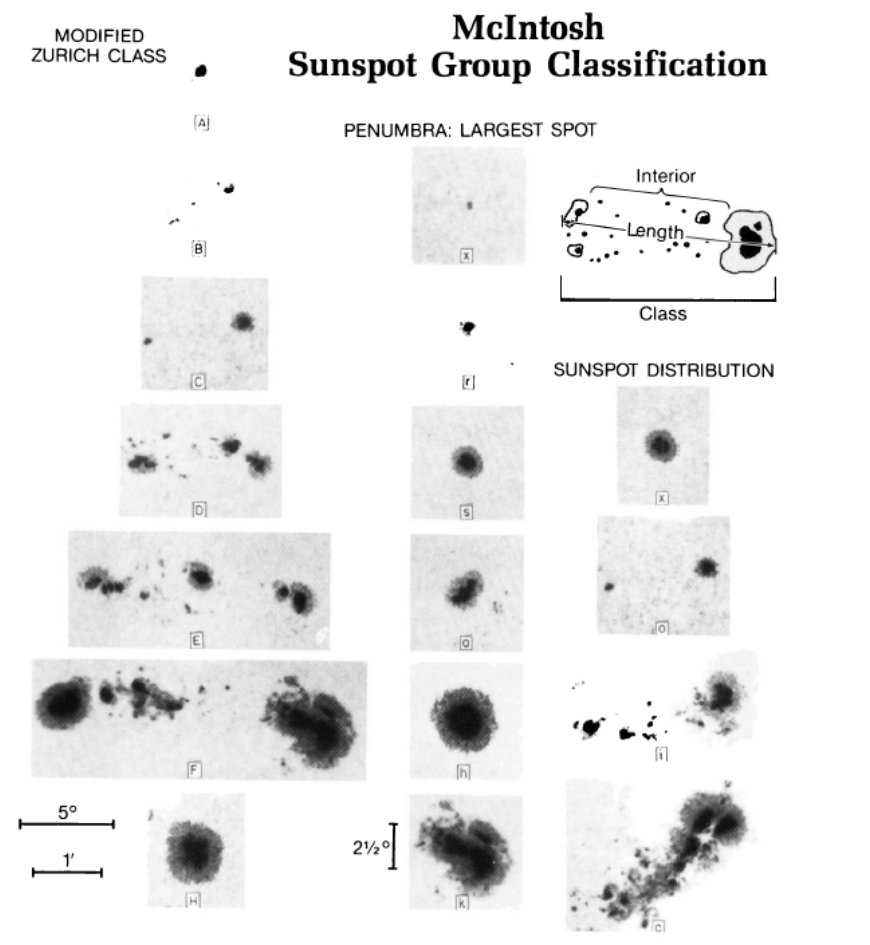 McIntosh
Sunspot Group Classification
MODIFIED
ZURICH CLASS
A
B
C
D
E
F
H
5°
1'
PENUMBRA: LARGEST SPOT
x
r
s
a
h
k
2½°
Interior
Length
Class
SUNSPOT DISTRIBUTION
x
o
i
c